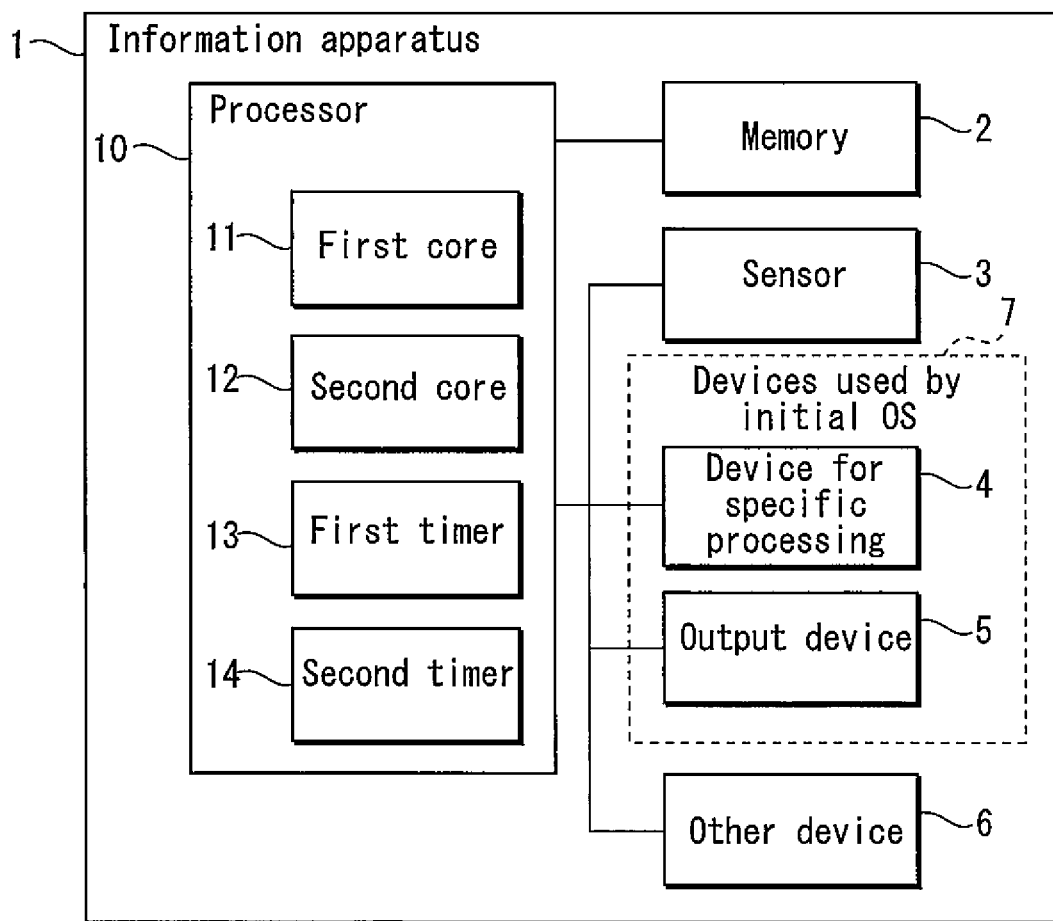 1
Information apparatus
Processor
10
11
First core
12
Second core
13
First timer
14
Second timer
Memory
2
Sensor
3
7
Devices used by
initial OS
Device for
specific
processing
4
Output device
5
Other device
6